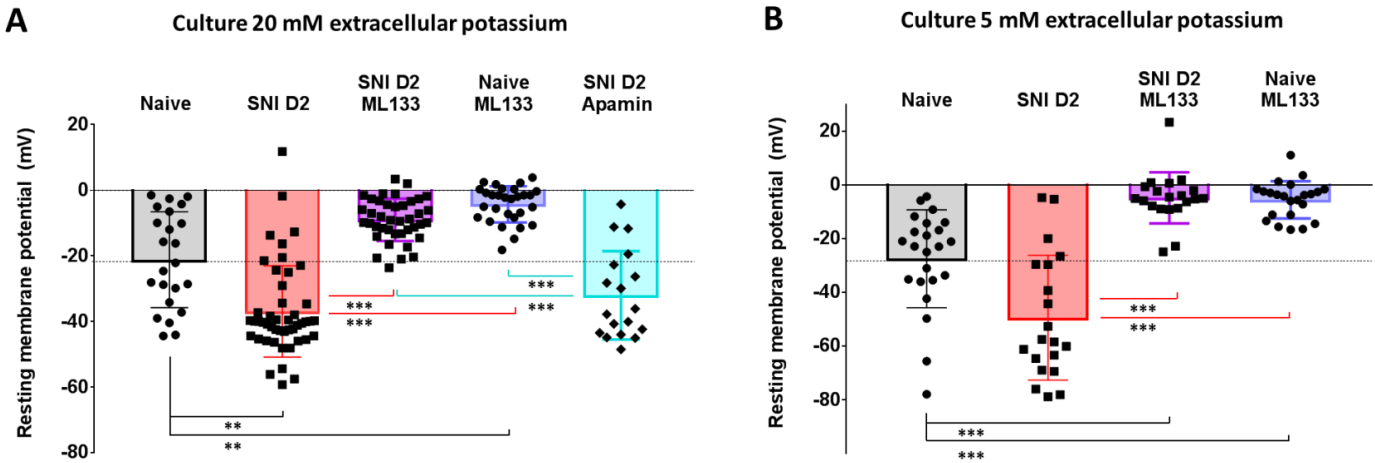 A
Culture 20 mM extracellular potassium
Naive
SNI D2
SNI D2
ML133
Naive
ML133
SNI D2
Apamin
Resting membrane potential (mV)
20
0
-20
-40
-60
-80
***
***
***
***
**
**
B
Culture 5 mM extracellular potassium
Naive
SNI D2
SNI D2
ML133
Naive
ML133
Resting membrane potential (mV)
20
0
-20
-40
-60
-80
***
***
***
***